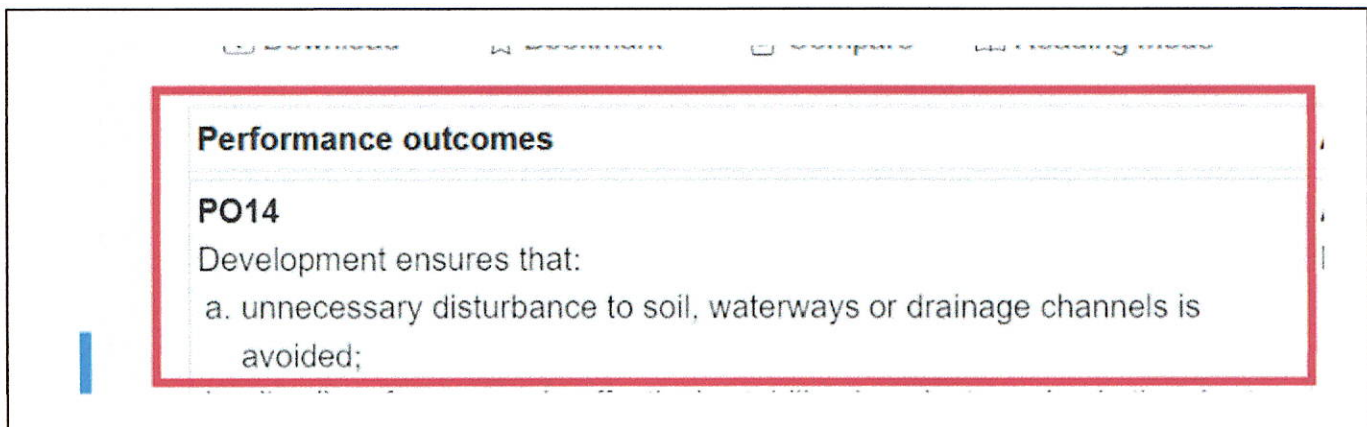 Performance outcomes
PO14
Development ensures that:
a. unnecessary disturbance to soil, waterways or drainage channels is
avoided;